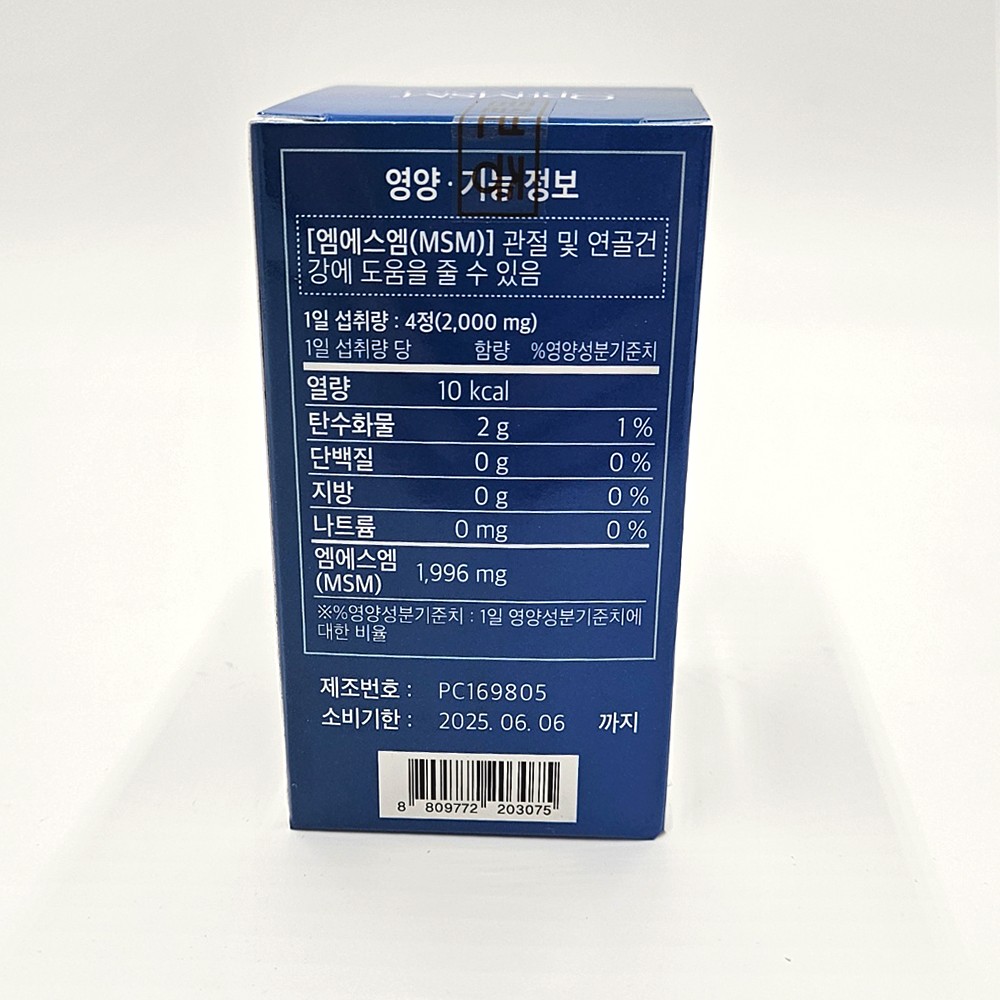 영양·기능 정보
[엠에스엠(MSM)] 관절 및 연골건
강에 도움을 줄 수 있음
1일 섭취량 : 4정(2,000 mg)
1일 섭취량 당 함량 %영양성분기준치
열량 10 kcal
탄수화물 2 g 1 %
단백질 0 g 0 %
지방 0 g 0 %
나트륨 0 mg 0 %
엠에스엠
(MSM) 1,996 mg
※%영양성분기준치 : 1일 영양성분기준치에
대한 비율
제조번호 : PC169805
소비기한 : 2025. 06. 06 까지
8 809772 203075